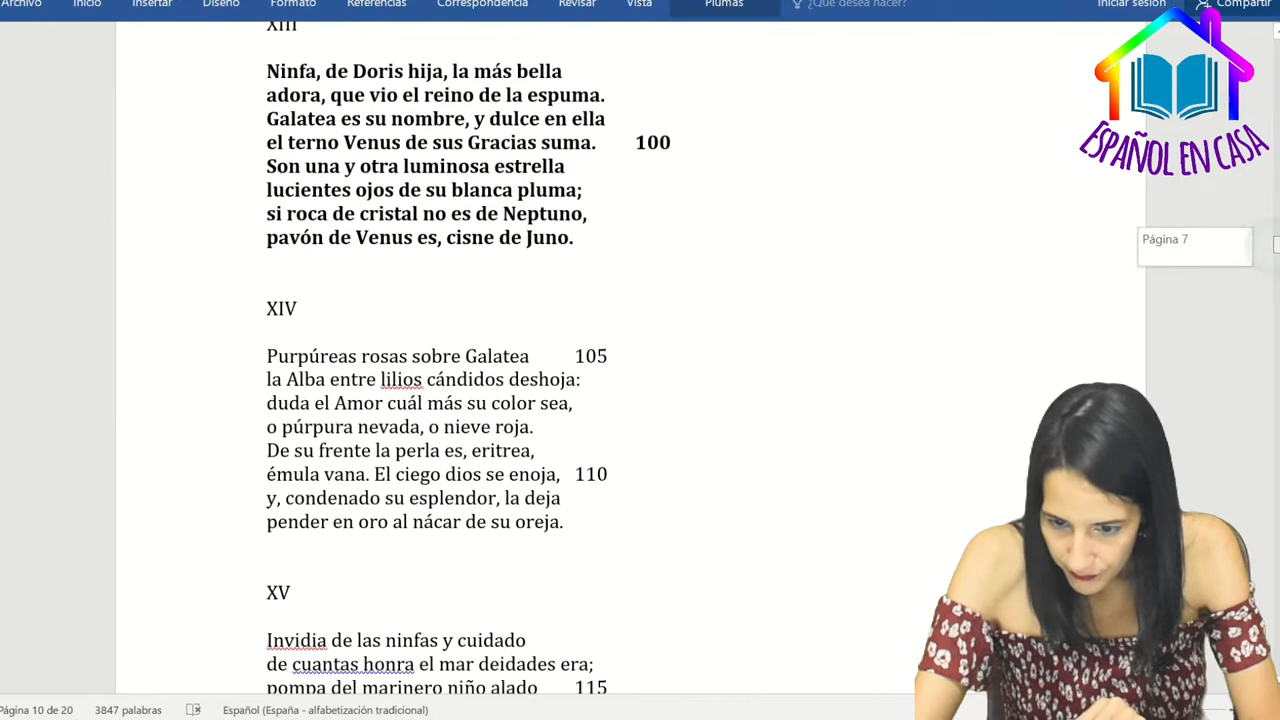 Archivo Inicio Insertar Diseño Formato Referencias Correspondencia Revisar Vista Plumas ¿Qué desea hacer? Iniciar sesión Compartir
XIII
Ninfa, de Doris hija, la más bella
adora, que vio el reino de la espuma.
Galatea es su nombre, y dulce en ella
el terno Venus de sus Gracias suma. 100
Son una y otra luminosa estrella
lucientes ojos de su blanca pluma;
si roca de cristal no es de Neptuno,
pavón de Venus es, cisne de Juno.
XIV
Purpúreas rosas sobre Galatea 105
la Alba entre lilios cándidos deshoja:
duda el Amor cuál más su color sea,
o púrpura nevada, o nieve roja.
De su frente la perla es, eritrea,
émula vana. El ciego dios se enoja, 110
y, condenado su esplendor, la deja
pender en oro al nácar de su oreja.
XV
Invidia de las ninfas y cuidado
de cuantas honra el mar deidades era;
pompa del marinero niño alado 115
ESPAÑOL EN CASA
Página 7
Página 10 de 20 3847 palabras Español (España - alfabetización tradicional)